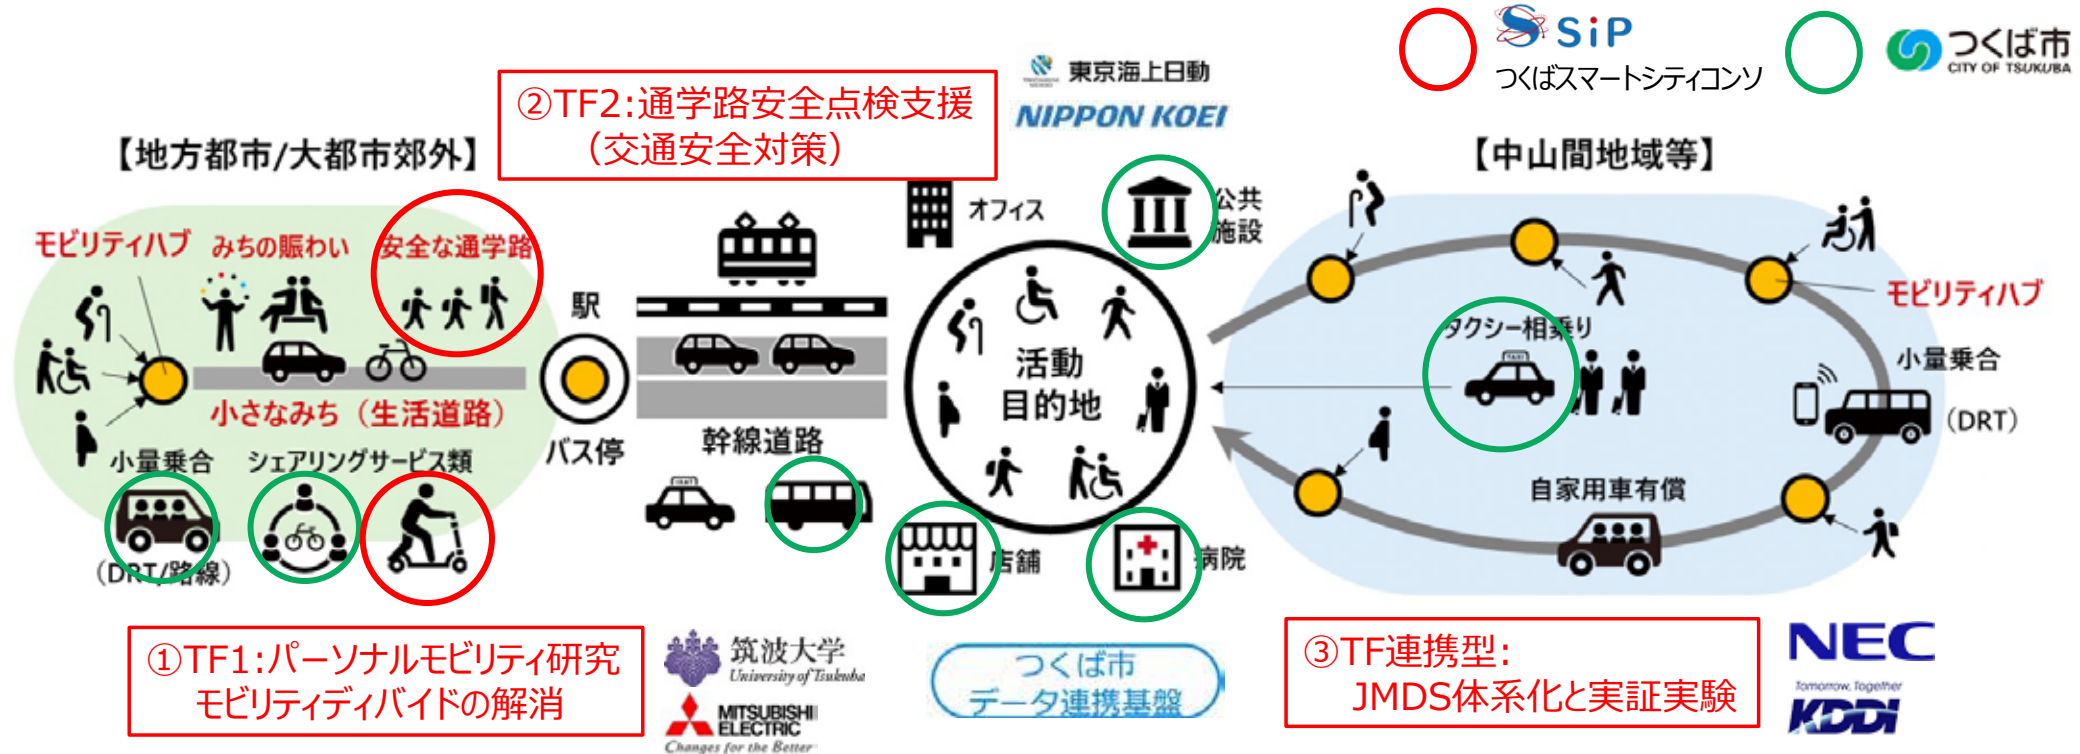 SiP
つくばスマートシティコンソ
つくば市
CITY OF TSUKUBA
②TF2:通学路安全点検支援
（交通安全対策）
東京海上日動
NIPPON KOEI
【地方都市/大都市郊外】
【中山間地域等】
モビリティハブ
みちの賑わい
安全な通学路
駅
オフィス
公共
施設
モビリティハブ
タクシー相乗り
小量乗合
（DRT）
活動
目的地
小さなみち（生活道路）
バス停
幹線道路
小量乗合
シェアリングサービス類
（DRT/路線）
TAXI
TAXI
店舗
病院
自家用車有償
①TF1:パーソナルモビリティ研究
モビリティディバイドの解消
筑波大学
University of Tsukuba
MITSUBISHI
ELECTRIC
Changes for the Better
つくば市
データ連携基盤
③TF連携型:
JMDS体系化と実証実験
NEC
Tomorrow, Together
KDDI